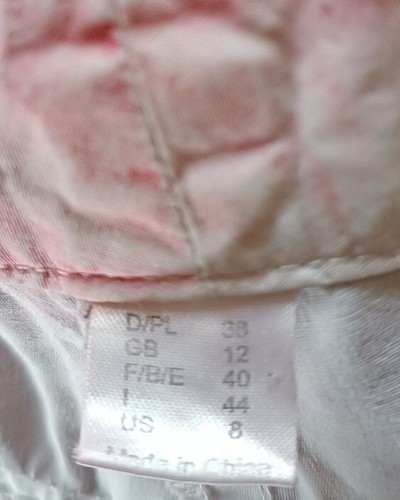 D/PL 38
GB 12
F/B/E 40
I 44
US 8
Made in China